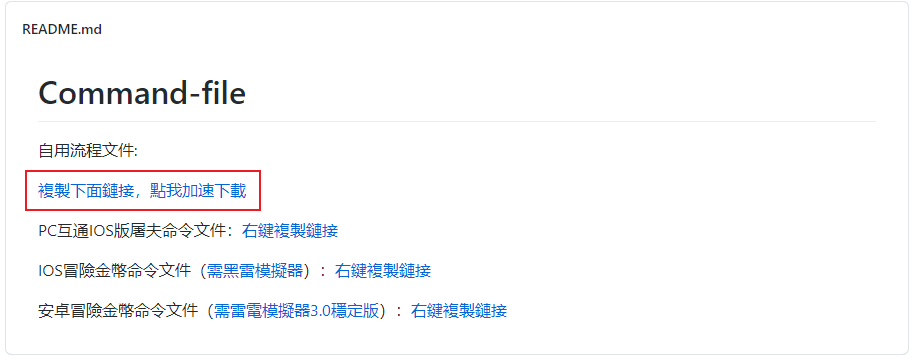 README.md
Command-file
自用流程文件:
複製下面鏈接，點我加速下載
PC互通IOS版屠夫命令文件：右鍵複製鏈接
IOS冒險金幣命令文件（需黑雷模擬器）：右鍵複製鏈接
安卓冒險金幣命令文件（需雷電模擬器3.0穩定版）：右鍵複製鏈接